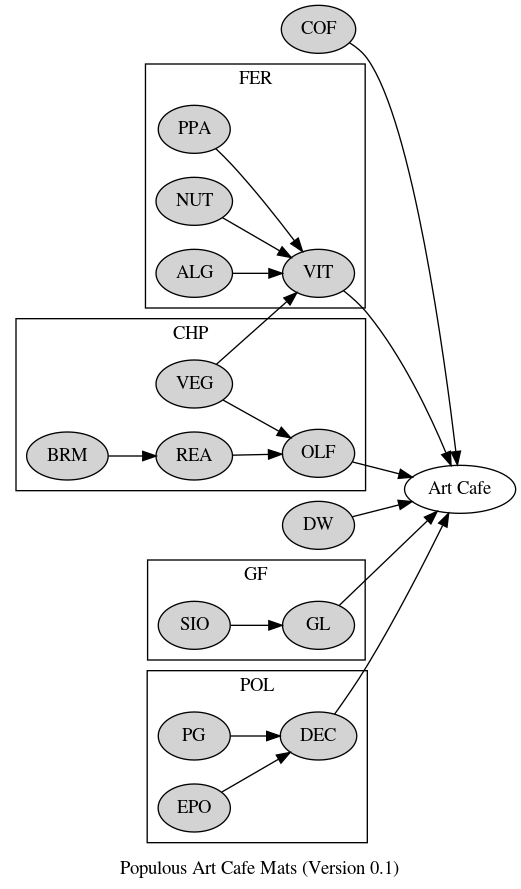 COF
FER
PPA
NUT
ALG
VIT
CHP
VEG
BRM
REA
OLF
Art Cafe
DW
GF
SIO
GL
POL
PG
DEC
EPO
Populous Art Cafe Mats (Version 0.1)